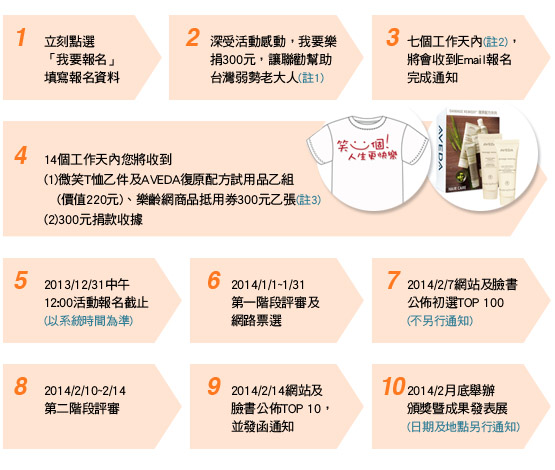 1 立刻點選
「我要報名」
填寫報名資料
2 深受活動感動，我要樂
捐300元，讓聯勸幫助
台灣弱勢老大人(註1)
3 七個工作天內(註2)，
將會收到Email報名
完成通知
4 14個工作天內您將收到
(1)微笑T恤乙件及AVEDA復原配方試用品乙組
(價值220元)、樂齡網商品抵用券300元乙張(註3)
(2)300元捐款收據
笑一個!
人生更快樂
AVEDA
HAIR CARE
5 2013/12/31中午
12:00活動報名截止
(以系統時間為準)
6 2014/1/1~1/31
第一階段評審及
網路票選
7 2014/2/7網站及臉書
公佈初選TOP 100
(不另行通知)
8 2014/2/10~2/14
第二階段評審
9 2014/2/14網站及
臉書公佈TOP 10，
並發函通知
10 2014/2月底舉辦
頒獎暨成果發表展
(日期及地點另行通知)